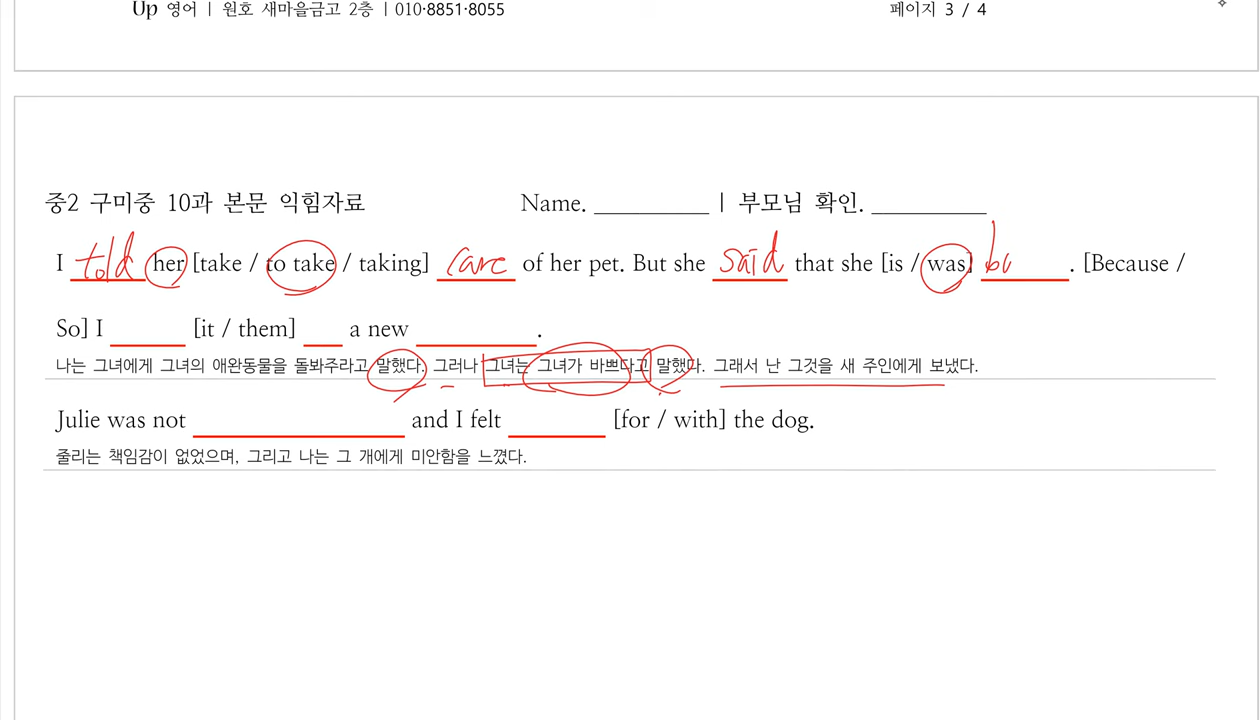 Up 영어 | 원호 새마을금고 2층 | 010·8851·8055 페이지 3 / 4
중2 구미중 10과 본문 익힘자료 Name. __________ | 부모님 확인. __________
I told her [take / to take / taking] care of her pet. But she said that she [is / was] bu______. [Because /
So] I ______ [it / them] ___ a new __________.
나는 그녀에게 그녀의 애완동물을 돌봐주라고 말했다. 그러나 그녀는 그녀가 바쁘다고 말했다. 그래서 난 그것을 새 주인에게 보냈다.
Julie was not __________________ and I felt ________ [for / with] the dog.
줄리는 책임감이 없었으며, 그리고 나는 그 개에게 미안함을 느꼈다.